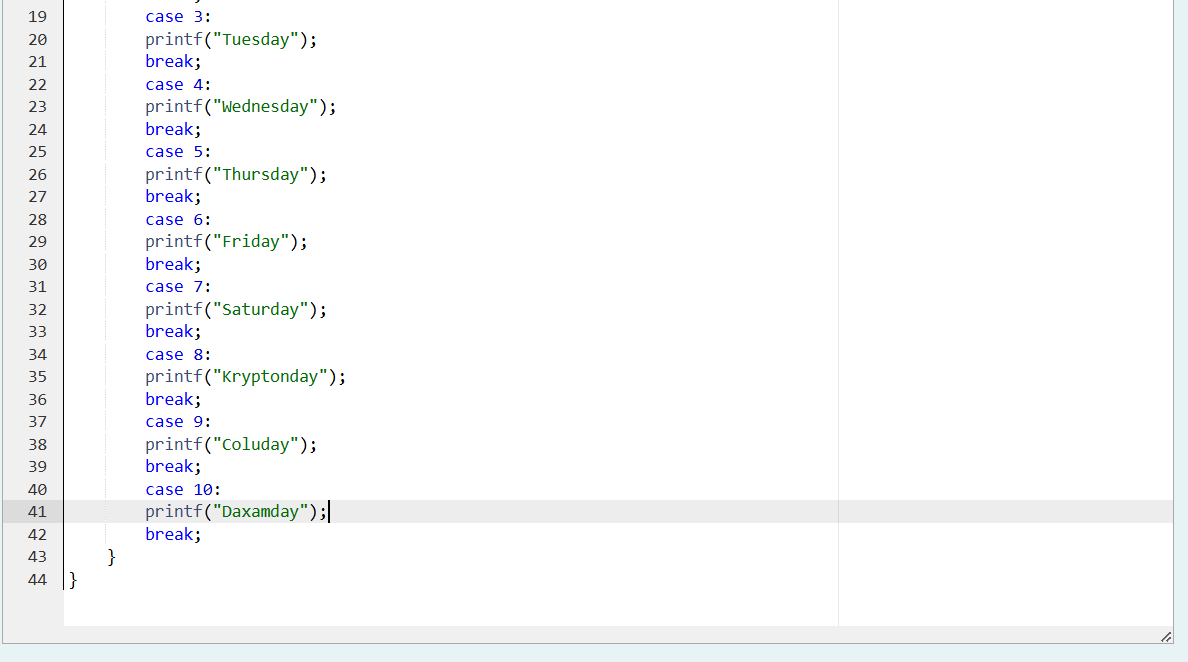 19 case 3:
20 printf("Tuesday");
21 break;
22 case 4:
23 printf("Wednesday");
24 break;
25 case 5:
26 printf("Thursday");
27 break;
28 case 6:
29 printf("Friday");
30 break;
31 case 7:
32 printf("Saturday");
33 break;
34 case 8:
35 printf("Kryptonday");
36 break;
37 case 9:
38 printf("Coluday");
39 break;
40 case 10:
41 printf("Daxamday");
42 break;
43 }
44 }